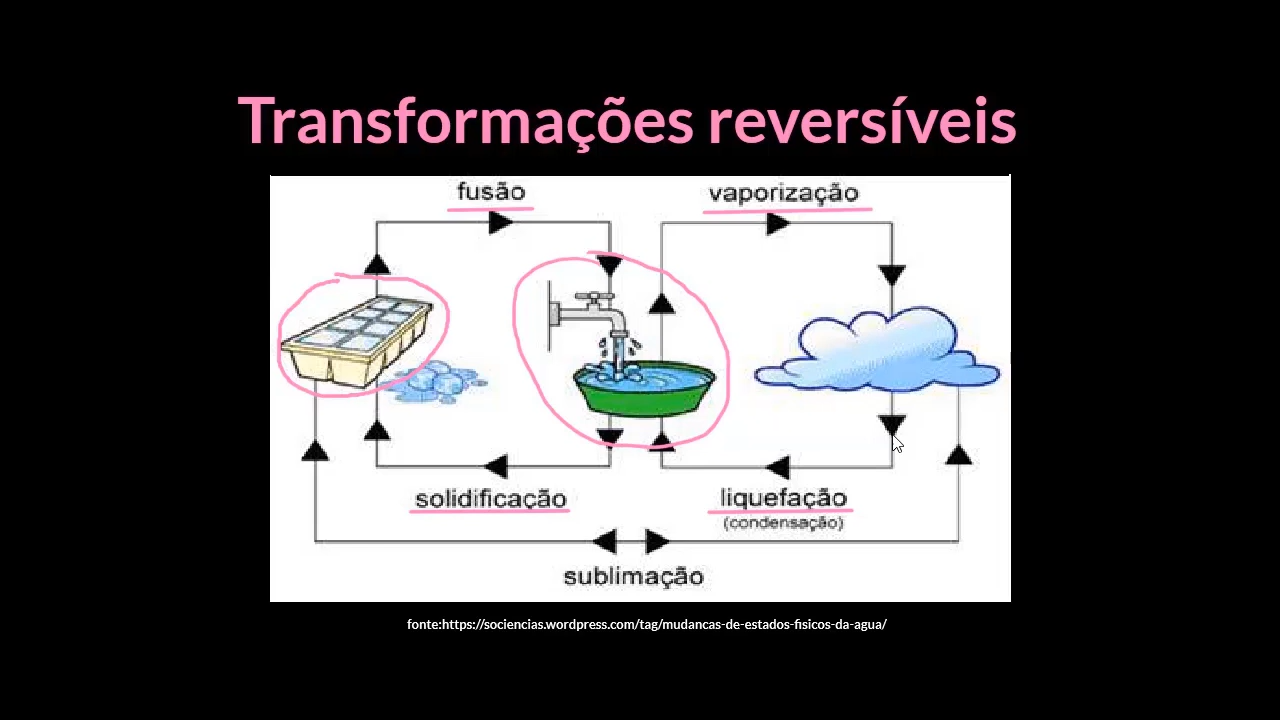 Transformações reversíveis
fusão
vaporização
solidificação
liquefação
(condensação)
sublimação
fonte:https://sociencias.wordpress.com/tag/mudancas-de-estados-fisicos-da-agua/